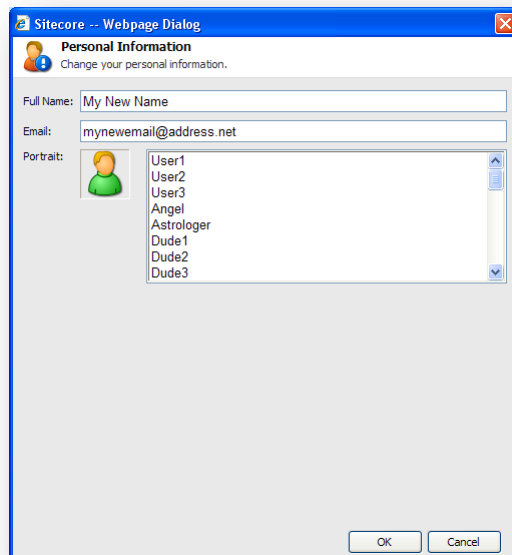 Sitecore -- Webpage Dialog
Personal Information
Change your personal information.
Full Name: My New Name
Email: mynewemail@address.net
Portrait: User1
User2
User3
Angel
Astrologer
Dude1
Dude2
Dude3
OK Cancel